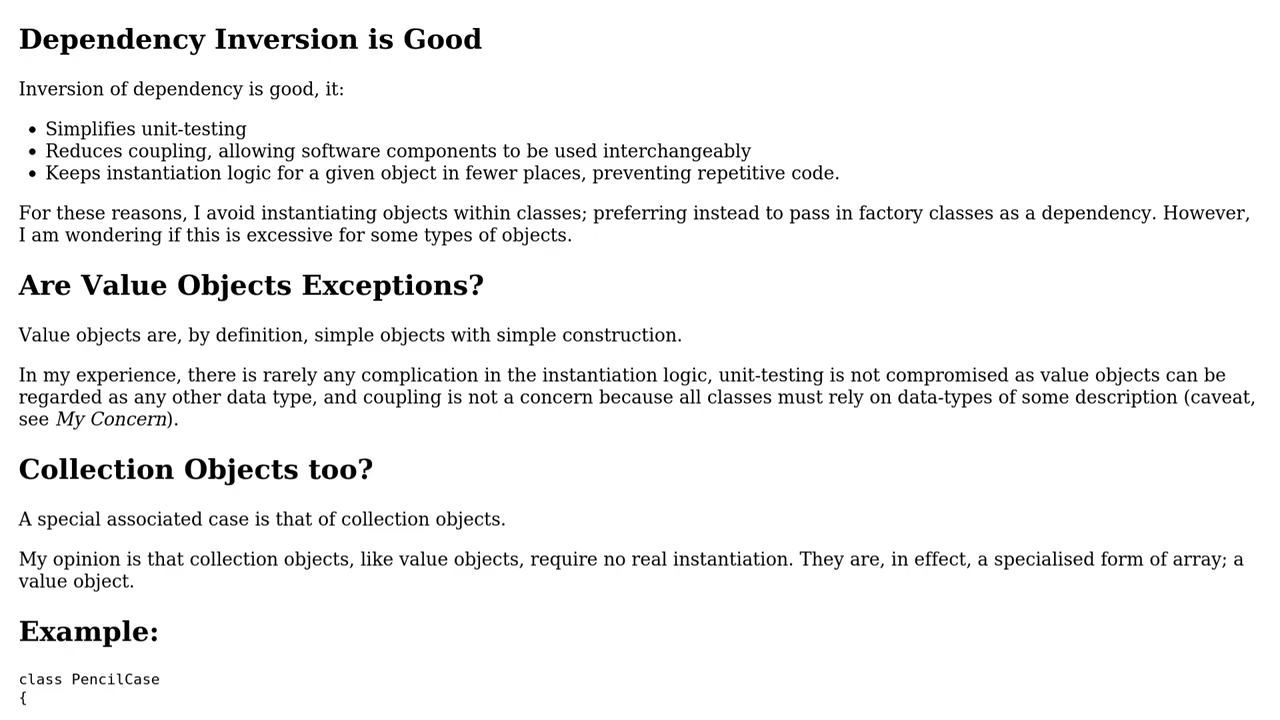 Dependency Inversion is Good
Inversion of dependency is good, it:
• Simplifies unit-testing
• Reduces coupling, allowing software components to be used interchangeably
• Keeps instantiation logic for a given object in fewer places, preventing repetitive code.
For these reasons, I avoid instantiating objects within classes; preferring instead to pass in factory classes as a dependency. However,
I am wondering if this is excessive for some types of objects.
Are Value Objects Exceptions?
Value objects are, by definition, simple objects with simple construction.
In my experience, there is rarely any complication in the instantiation logic, unit-testing is not compromised as value objects can be
regarded as any other data type, and coupling is not a concern because all classes must rely on data-types of some description (caveat,
see My Concern).
Collection Objects too?
A special associated case is that of collection objects.
My opinion is that collection objects, like value objects, require no real instantiation. They are, in effect, a specialised form of array; a
value object.
Example:
class PencilCase
{